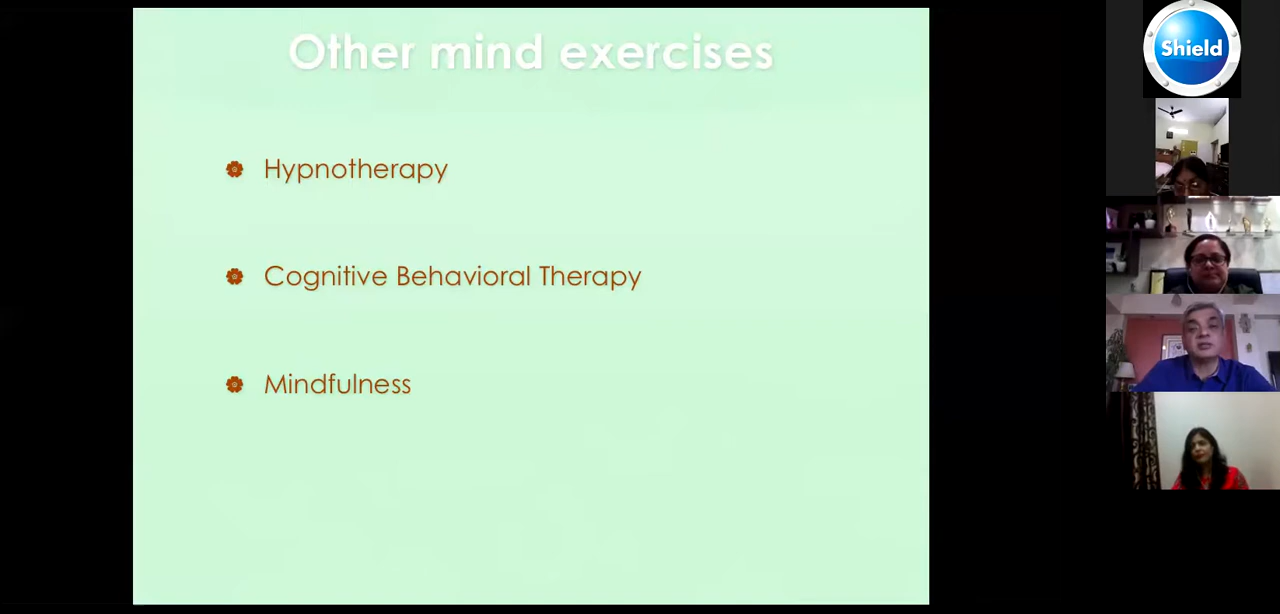 Other mind exercises
Hypnotherapy
Cognitive Behavioral Therapy
Mindfulness
Shield